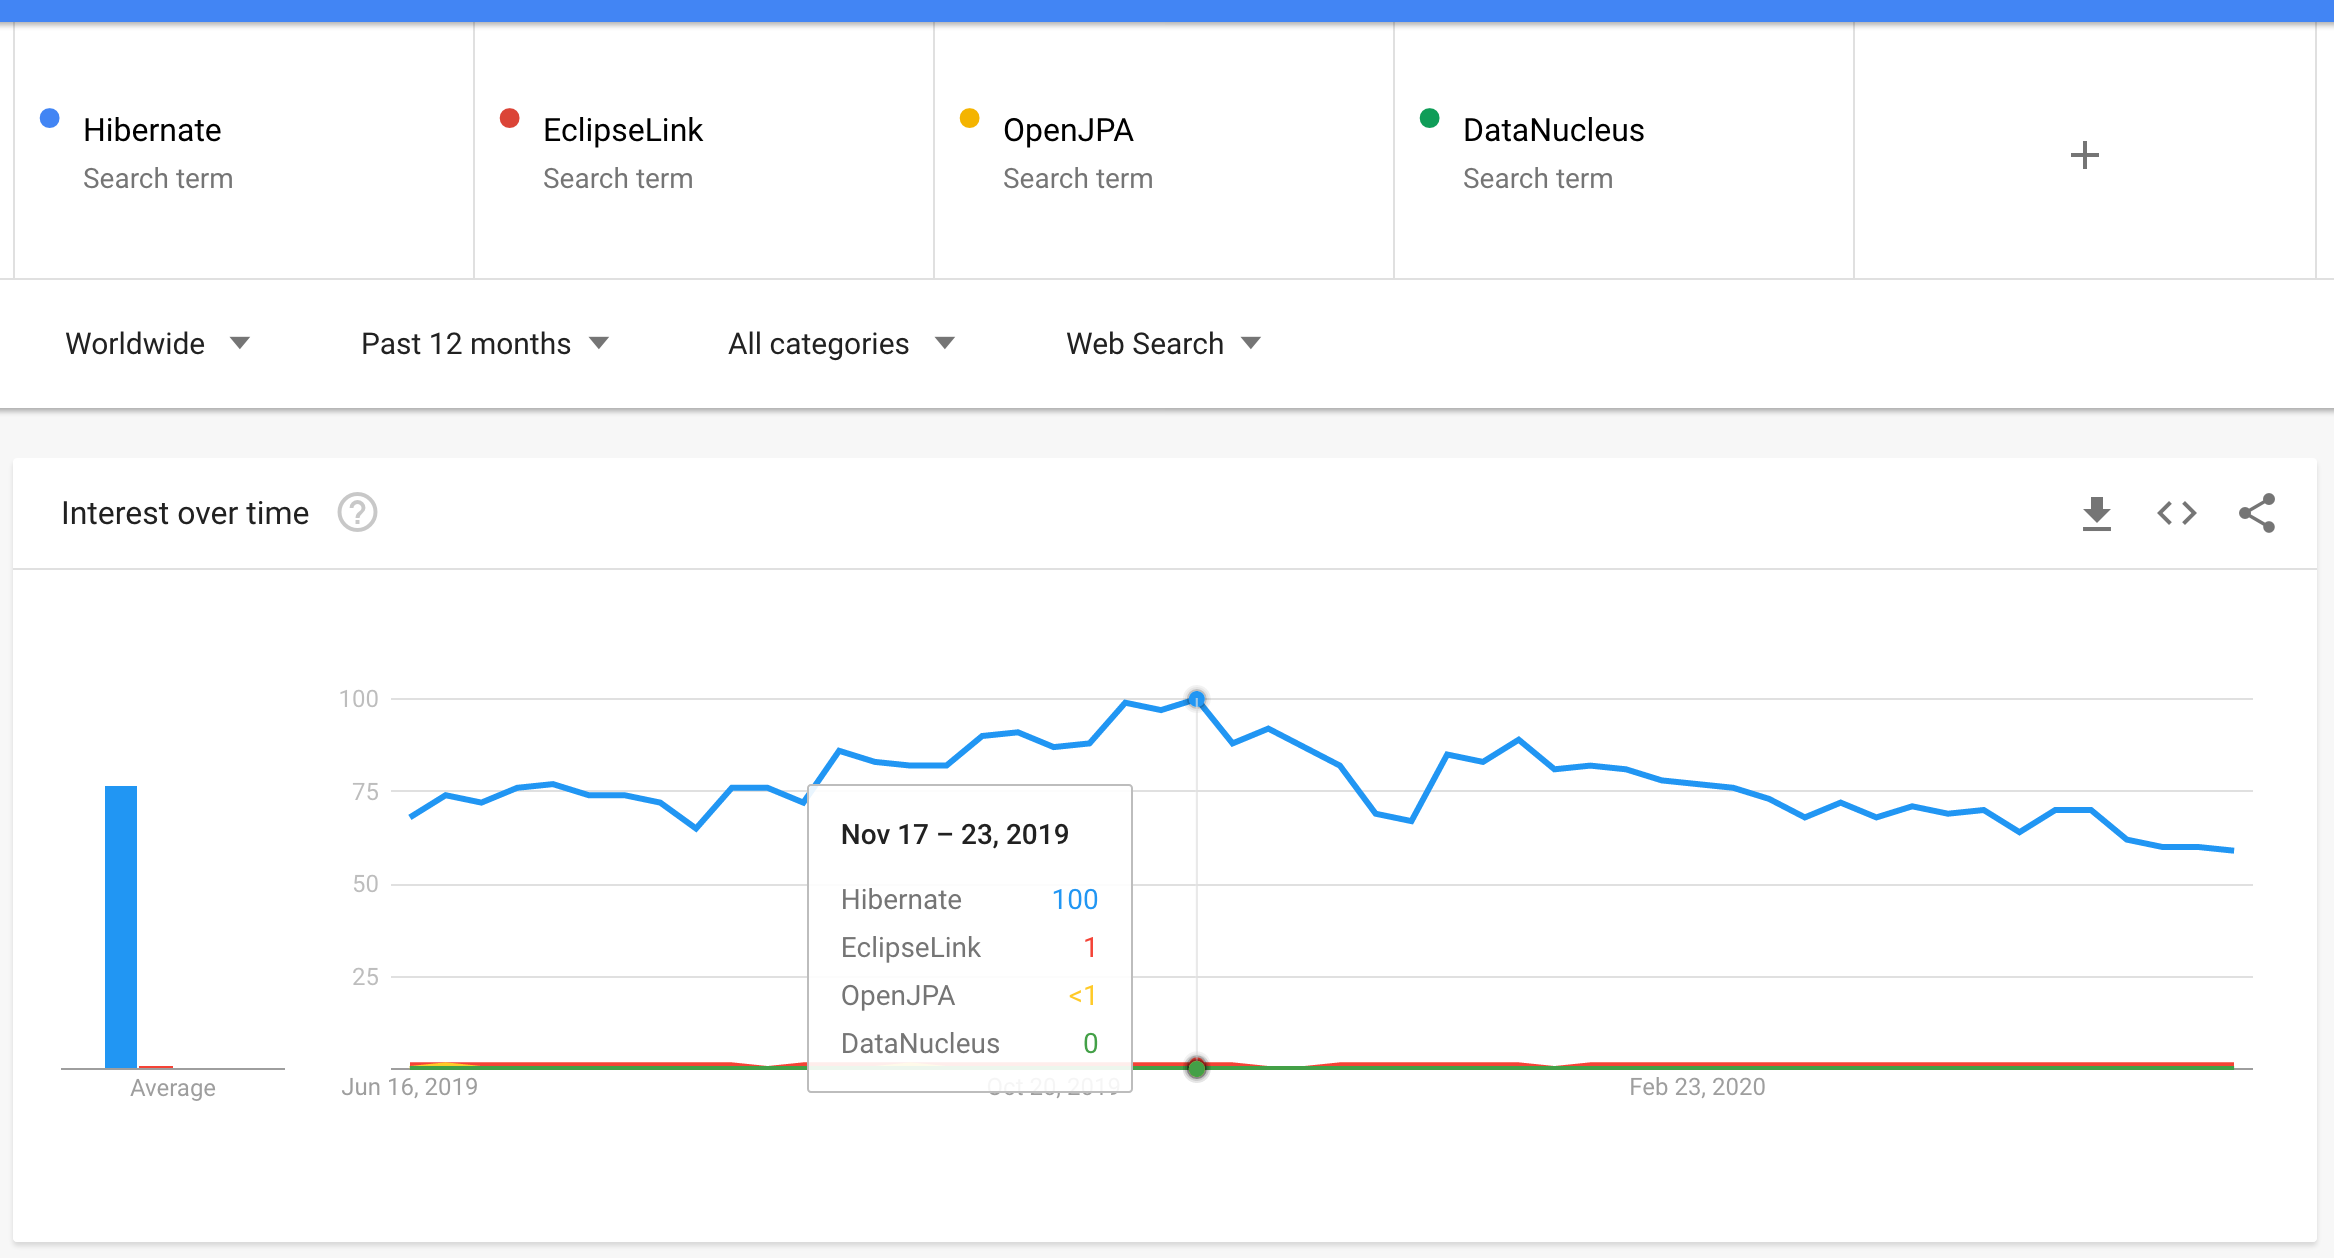 Hibernate
Search term
EclipseLink
Search term
OpenJPA
Search term
DataNucleus
Search term
Worldwide
Past 12 months
All categories
Web Search
Interest over time
100
75
50
25
Nov 17 – 23, 2019
Hibernate 100
EclipseLink 1
OpenJPA <1
DataNucleus 0
Average
Jun 16, 2019
Oct 20, 2019
Feb 23, 2020